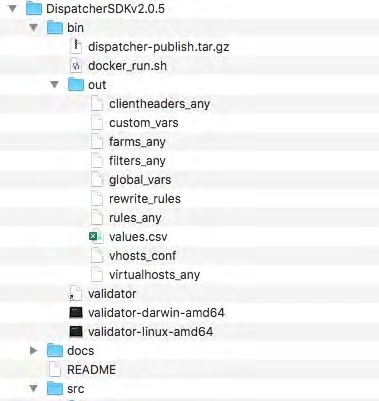 DispatcherSDKv2.0.5
bin
dispatcher-publish.tar.gz
docker_run.sh
out
clientheaders_any
custom_vars
farms_any
filters_any
global_vars
rewrite_rules
rules_any
values.csv
vhosts_conf
virtualhosts_any
validator
validator-darwin-amd64
validator-linux-amd64
docs
README
src